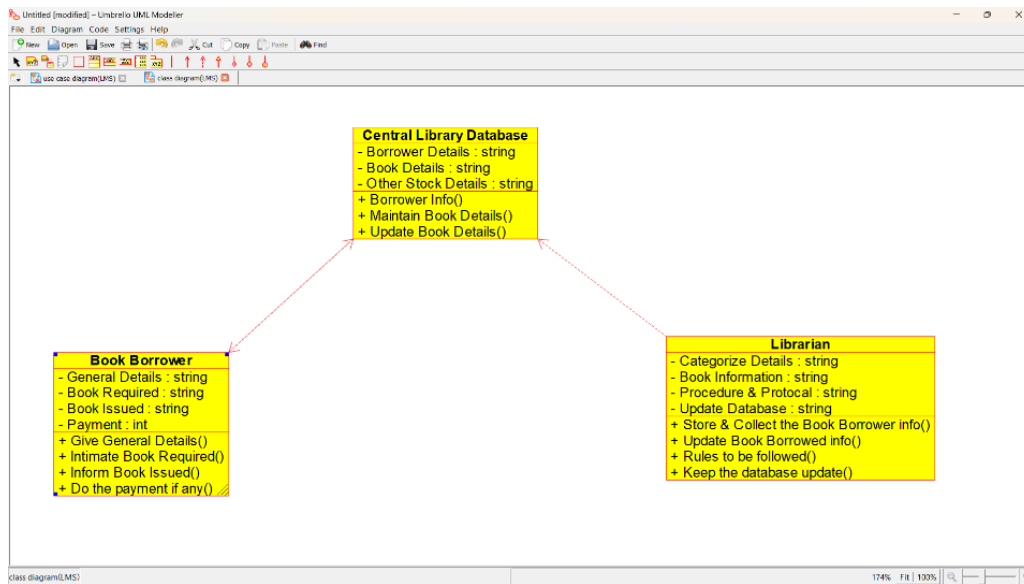 Untitled [modified] – Umbrello UML Modeller
File Edit Diagram Code Settings Help
New Open Save Cut Copy Paste Find
use case diagram(LMS) class diagram(LMS)
Central Library Database
- Borrower Details : string
- Book Details : string
- Other Stock Details : string
+ Borrower Info()
+ Maintain Book Details()
+ Update Book Details()
Book Borrower
- General Details : string
- Book Required : string
- Book Issued : string
- Payment : int
+ Give General Details()
+ Intimate Book Required()
+ Inform Book Issued()
+ Do the payment if any()
Librarian
- Categorize Details : string
- Book Information : string
- Procedure & Protocal : string
- Update Database : string
+ Store & Collect the Book Borrower info()
+ Update Book Borrowed info()
+ Rules to be followed()
+ Keep the database update()
class diagram(LMS)
174% Fit 100%